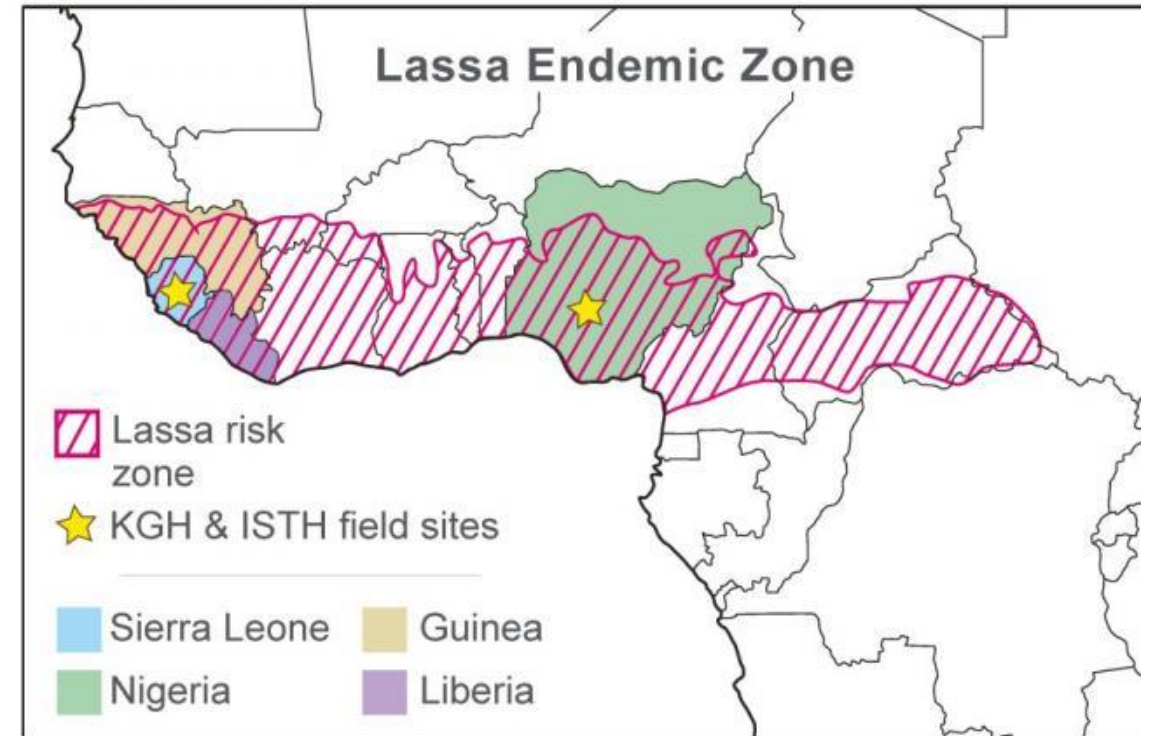 Lassa Endemic Zone
Lassa risk
zone
KGH & ISTH field sites
Sierra Leone
Guinea
Nigeria
Liberia